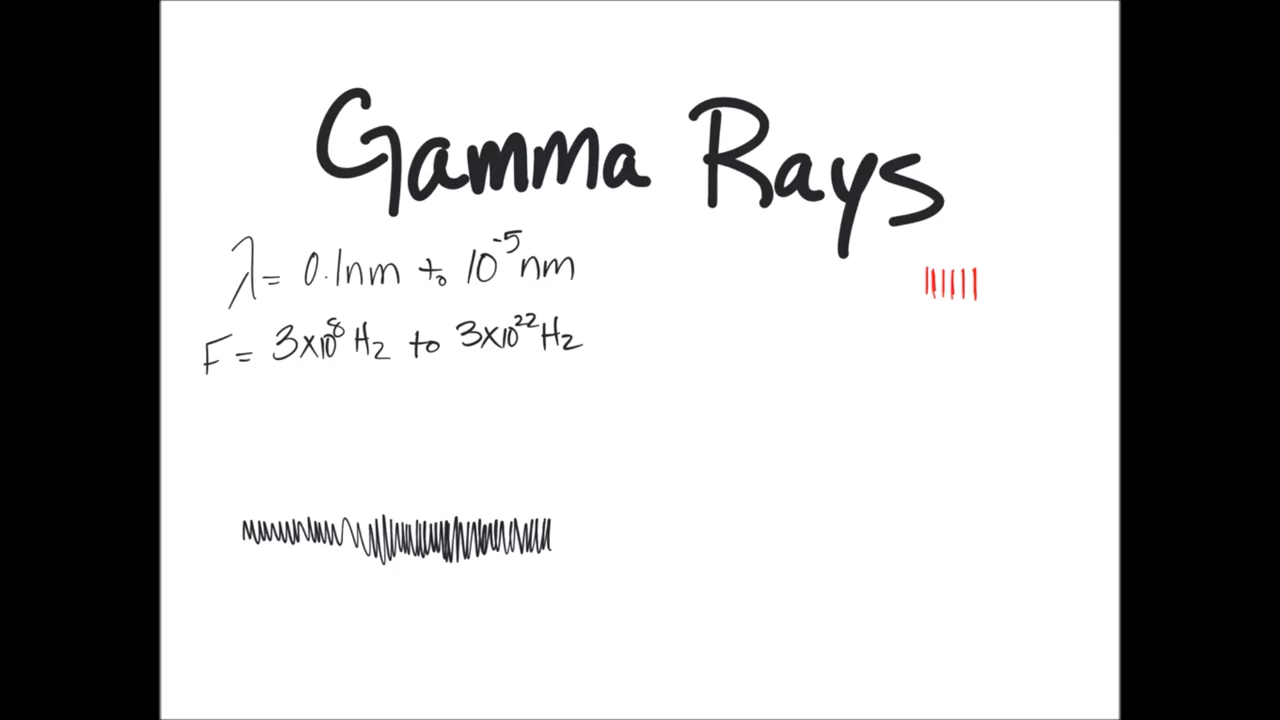 Gamma Rays
λ = 0.1nm to 10⁻⁵nm
F = 3x10⁸ Hz to 3x10²² Hz